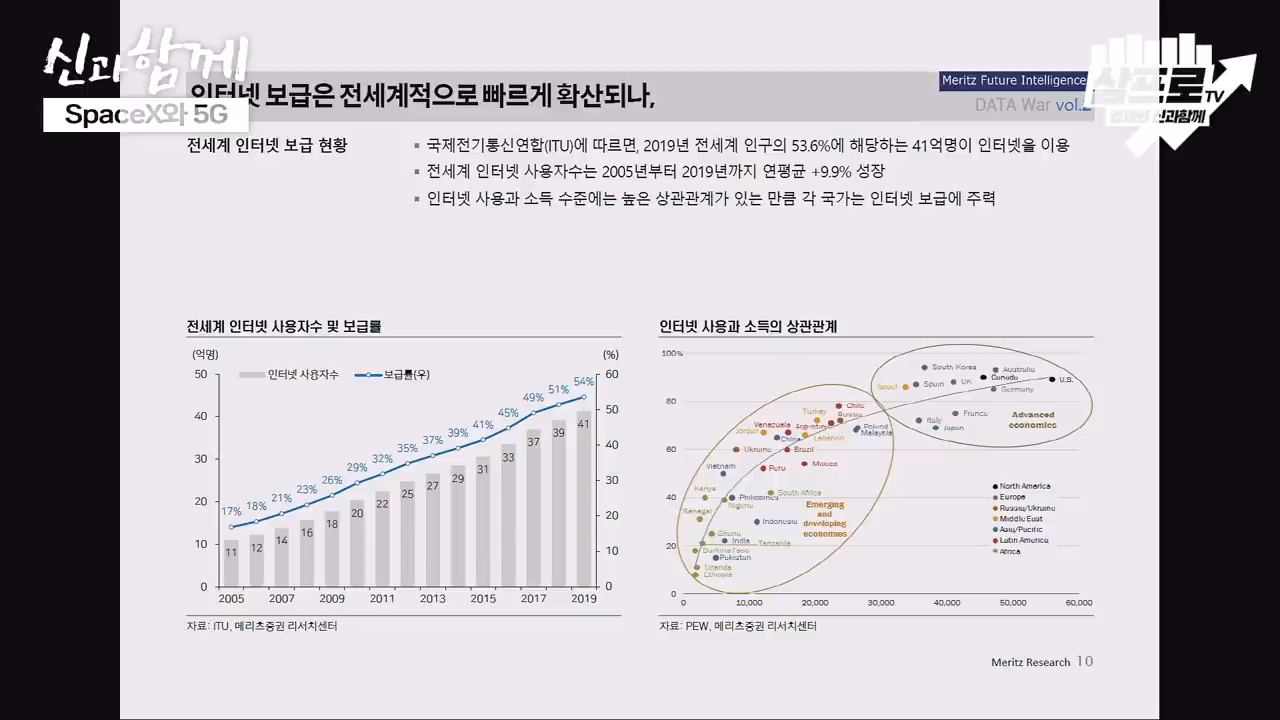 신과함께
SpaceX와 5G
인터넷 보급은 전세계적으로 빠르게 확산되나,
Meritz Future Intelligence
DATA War vol.2
삼프로TV
경제의 신과함께
전세계 인터넷 보급 현황
▪ 국제전기통신연합(ITU)에 따르면, 2019년 전세계 인구의 53.6%에 해당하는 41억명이 인터넷을 이용
▪ 전세계 인터넷 사용자수는 2005년부터 2019년까지 연평균 +9.9% 성장
▪ 인터넷 사용과 소득 수준에는 높은 상관관계가 있는 만큼 각 국가는 인터넷 보급에 주력
전세계 인터넷 사용자수 및 보급률
(억명)
(%)
인터넷 사용자수
보급률(우)
50
40
30
20
10
0
60
50
40
30
20
10
0
17% 18% 21% 23% 26% 29% 32% 35% 37% 39% 41% 45% 49% 51% 54%
11 12 14 16 18 20 22 25 27 29 31 33 37 39 41
2005 2007 2009 2011 2013 2015 2017 2019
자료: ITU, 메리츠증권 리서치센터
인터넷 사용과 소득의 상관관계
100%
80
60
40
20
0
South Korea
Australia
Canada
U.S.
Israel
Spain
UK
Germany
Italy
France
Japan
Advanced
economies
Chile
Turkey
Russia
Venezuela
Argentina
Poland
Malaysia
Jordan
China
Lebanon
Ukraine
Brazil
Mexico
Peru
Vietnam
Kenya
South Africa
Philippines
Nigeria
Senegal
Indonesia
Emerging
and
developing
economies
Ghana
India
Tanzania
Burkina Faso
Pakistan
Uganda
Ethiopia
North America
Europe
Russia/Ukraine
Middle East
Asia/Pacific
Latin America
Africa
0 10,000 20,000 30,000 40,000 50,000 60,000
자료: PEW, 메리츠증권 리서치센터
Meritz Research 10